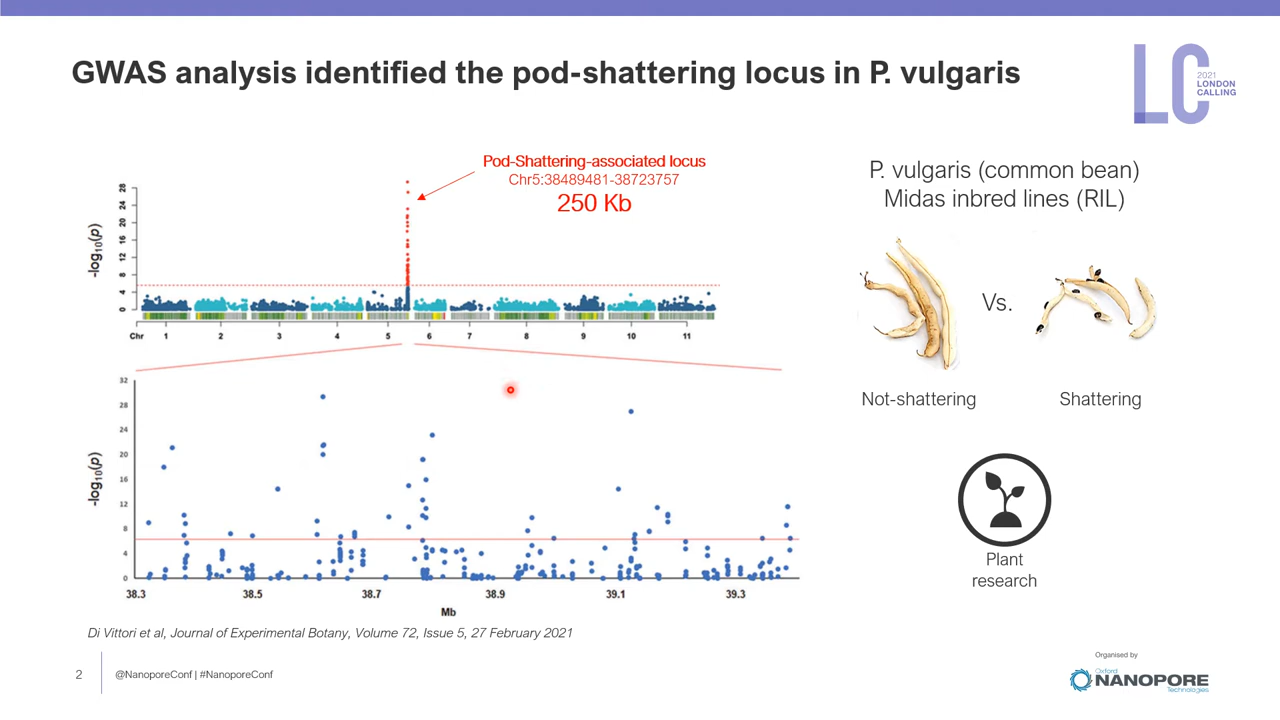 GWAS analysis identified the pod-shattering locus in P. vulgaris
LC
2021
LONDON
CALLING
Pod-Shattering-associated locus
Chr5:38489481-38723757
250 Kb
-log10(p)
28
24
20
16
12
8
4
0
Chr 1 2 3 4 5 6 7 8 9 10 11
-log10(p)
32
28
24
20
16
12
8
4
0
38.3 38.5 38.7 38.9 39.1 39.3
Mb
P. vulgaris (common bean)
Midas inbred lines (RIL)
Vs.
Not-shattering Shattering
Plant
research
Di Vittori et al, Journal of Experimental Botany, Volume 72, Issue 5, 27 February 2021
2
@NanoporeConf | #NanoporeConf
Organised by
Oxford
NANOPORE
Technologies